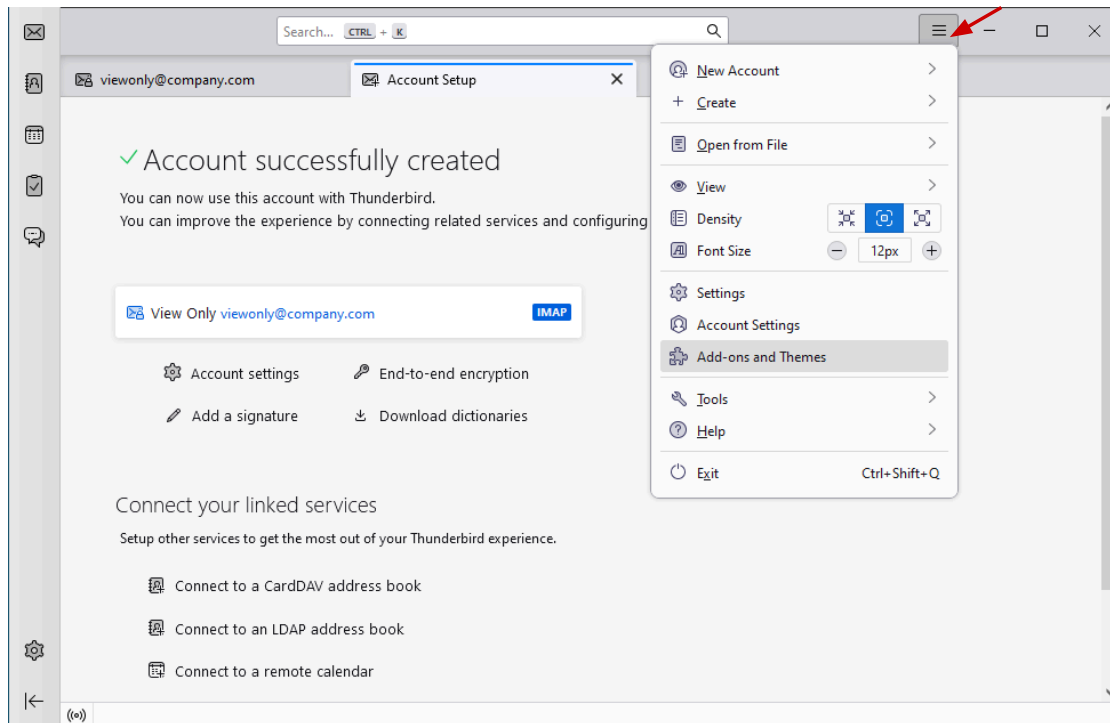 Search... CTRL + K
viewonly@company.com
Account Setup
Account successfully created
You can now use this account with Thunderbird.
You can improve the experience by connecting related services and configuring
View Only viewonly@company.com IMAP
Account settings
End-to-end encryption
Add a signature
Download dictionaries
Connect your linked services
Setup other services to get the most out of your Thunderbird experience.
Connect to a CardDAV address book
Connect to an LDAP address book
Connect to a remote calendar
New Account
Create
Open from File
View
Density
Font Size 12px
Settings
Account Settings
Add-ons and Themes
Tools
Help
Exit Ctrl+Shift+Q